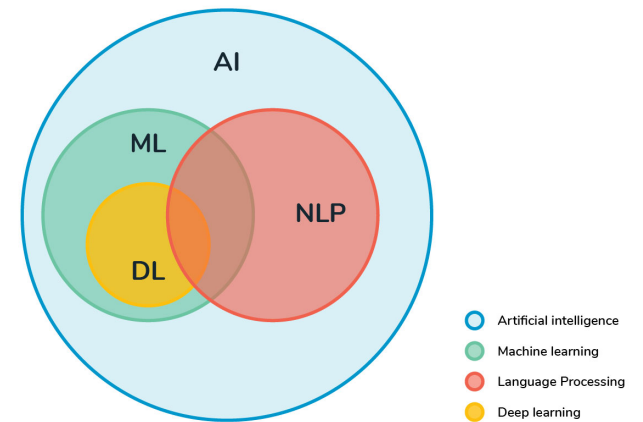 AI
ML
NLP
DL
Artificial intelligence
Machine learning
Language Processing
Deep learning